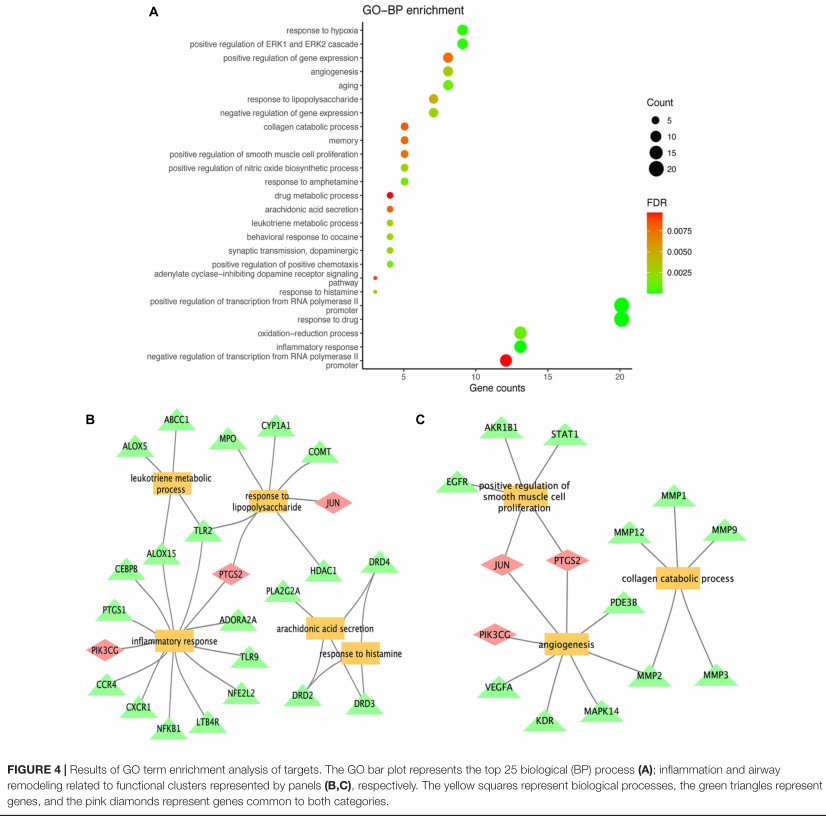 A
GO−BP enrichment
response to hypoxia
positive regulation of ERK1 and ERK2 cascade
positive regulation of gene expression
angiogenesis
aging
response to lipopolysaccharide
negative regulation of gene expression
collagen catabolic process
memory
positive regulation of smooth muscle cell proliferation
positive regulation of nitric oxide biosynthetic process
response to amphetamine
drug metabolic process
arachidonic acid secretion
leukotriene metabolic process
behavioral response to cocaine
synaptic transmission, dopaminergic
positive regulation of positive chemotaxis
adenylate cyclase−inhibiting dopamine receptor signaling
pathway
response to histamine
positive regulation of transcription from RNA polymerase II
promoter
response to drug
oxidation−reduction process
inflammatory response
negative regulation of transcription from RNA polymerase II
promoter
5
10
15
20
Gene counts
Count
5
10
15
20
FDR
0.0075
0.0050
0.0025
B
ABCC1
ALOX5
MPO
CYP1A1
COMT
leukotriene metabolic
process
response to
lipopolysaccharide
JUN
TLR2
ALOX15
CEBPB
PTGS2
HDAC1
DRD4
PLA2G2A
PTGS1
ADORA2A
arachidonic acid secretion
inflammatory response
PIK3CG
TLR9
response to histamine
CCR4
NFE2L2
DRD2
DRD3
CXCR1
LTB4R
NFKB1
C
AKR1B1
STAT1
EGFR
positive regulation of
smooth muscle cell
proliferation
MMP1
MMP12
MMP9
JUN
PTGS2
collagen catabolic process
PDE3B
PIK3CG
angiogenesis
MMP2
MMP3
VEGFA
MAPK14
KDR
FIGURE 4 | Results of GO term enrichment analysis of targets. The GO bar plot represents the top 25 biological (BP) process (A); inflammation and airway
remodeling related to functional clusters represented by panels (B,C), respectively. The yellow squares represent biological processes, the green triangles represent
genes, and the pink diamonds represent genes common to both categories.